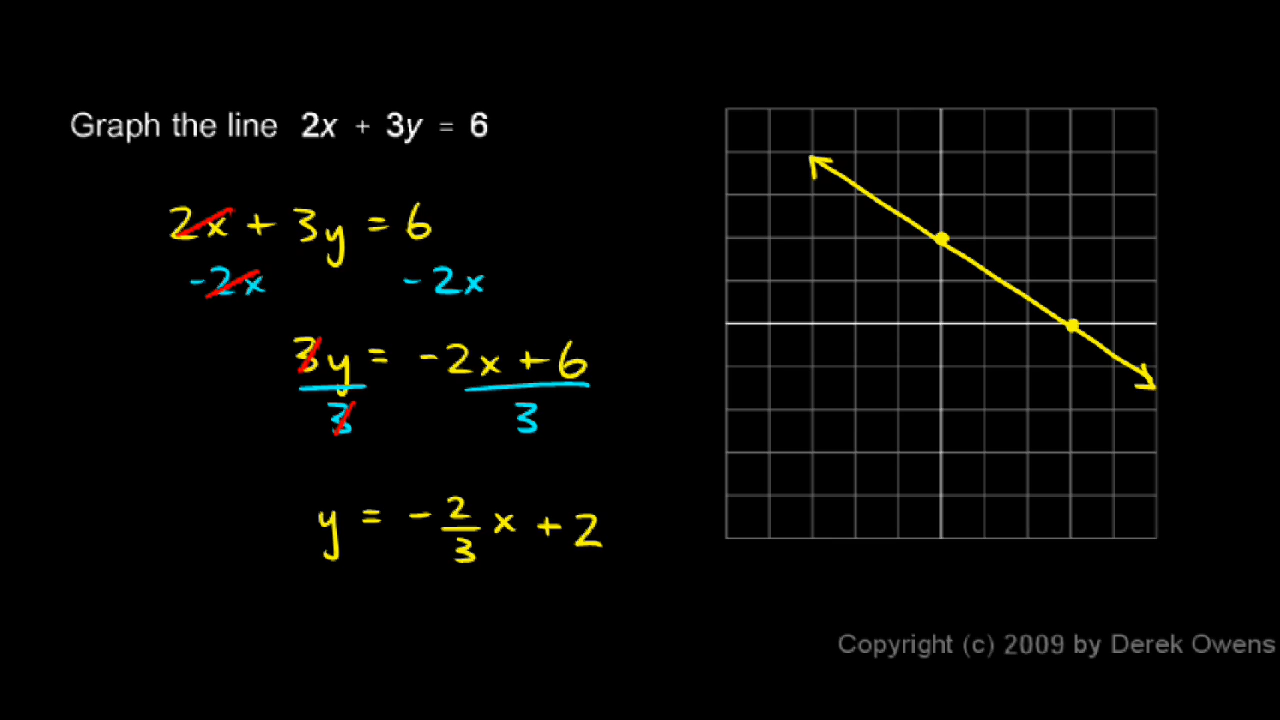 Graph the line 2x + 3y = 6
2x + 3y = 6
-2x -2x
3y = -2x + 6
3 3
y = -2/3 x + 2
Copyright (c) 2009 by Derek Owens